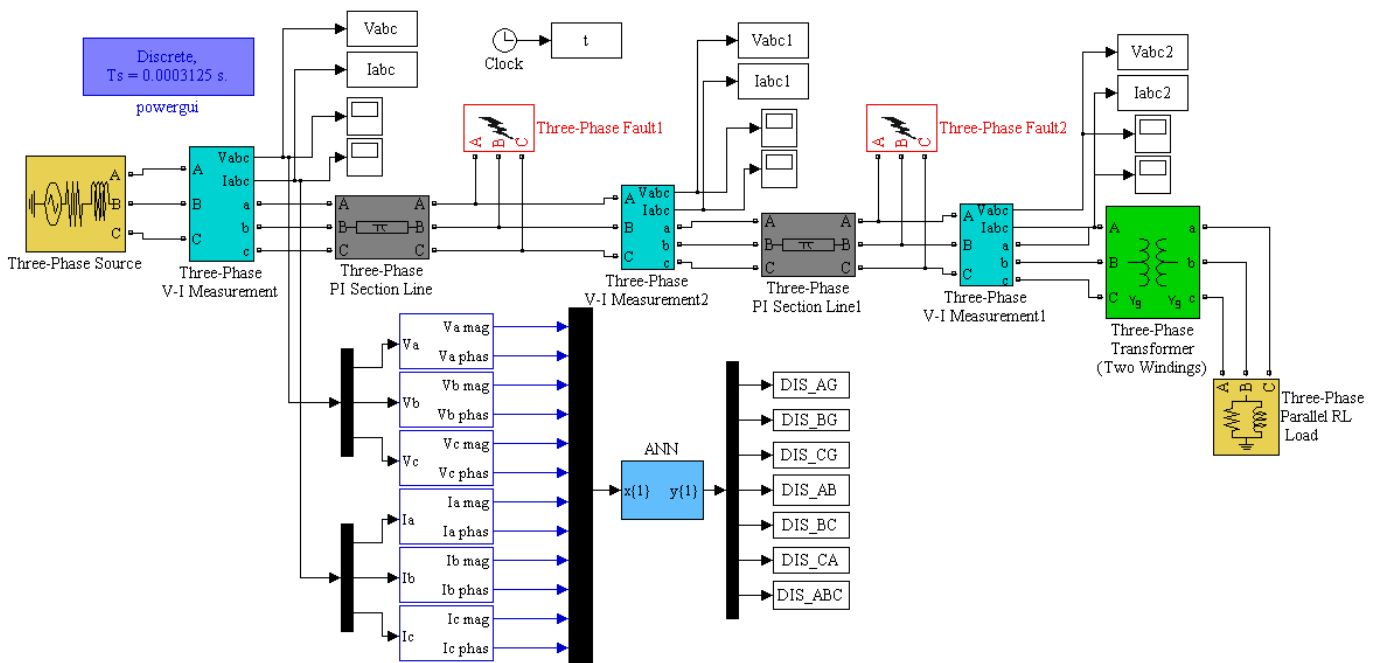 Discrete,
Ts = 0.0003125 s.
powergui
Vabc
Iabc
Clock
t
Vabc1
Iabc1
Vabc2
Iabc2
Three-Phase Fault1
A B C
Three-Phase Fault2
A B C
A
B
C
Three-Phase Source
A
B
C
Vabc
Iabc
a
b
c
Three-Phase
V-I Measurement
A A
B B
C C
Three-Phase
PI Section Line
A
B
C
Vabc
Iabc
a
b
c
Three-Phase
V-I Measurement2
A A
B B
C C
Three-Phase
PI Section Line1
A
B
C
Vabc
Iabc
a
b
c
Three-Phase
V-I Measurement1
A a
B b
C c
Yg Yg
Three-Phase
Transformer
(Two Windings)
A B C
Three-Phase
Parallel RL
Load
Va
Va mag
Va phas
Vb
Vb mag
Vb phas
Vc
Vc mag
Vc phas
Ia
Ia mag
Ia phas
Ib
Ib mag
Ib phas
Ic
Ic mag
Ic phas
ANN
x{1} y{1}
DIS_AG
DIS_BG
DIS_CG
DIS_AB
DIS_BC
DIS_CA
DIS_ABC